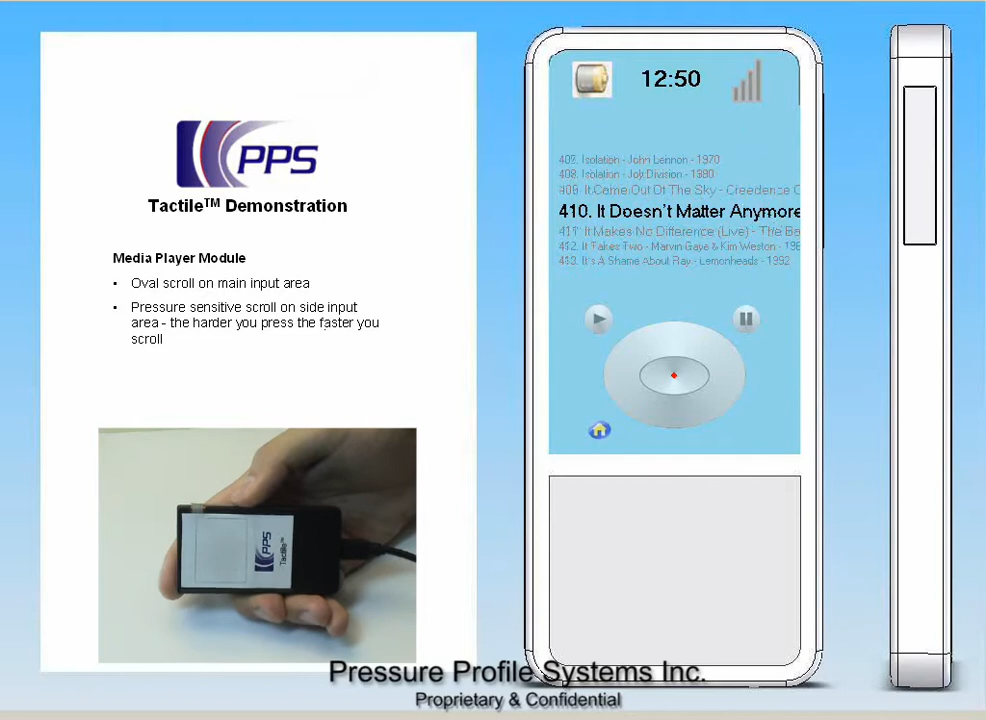 PPS
Tactile™ Demonstration
Media Player Module
• Oval scroll on main input area
• Pressure sensitive scroll on side input
area - the harder you press the faster you
scroll
PPS
Tactile™
12:50
407. Isolation - John Lennon - 1970
408. Isolation - Joy Division - 1980
409. It Came Out Of The Sky - Creedence C
410. It Doesn't Matter Anymore
411. It Makes No Difference (Live) - The Ba
412. It Takes Two - Marvin Gaye & Kim Weston - 196
413. It's A Shame About Ray - Lemonheads - 1992
Pressure Profile Systems Inc.
Proprietary & Confidential